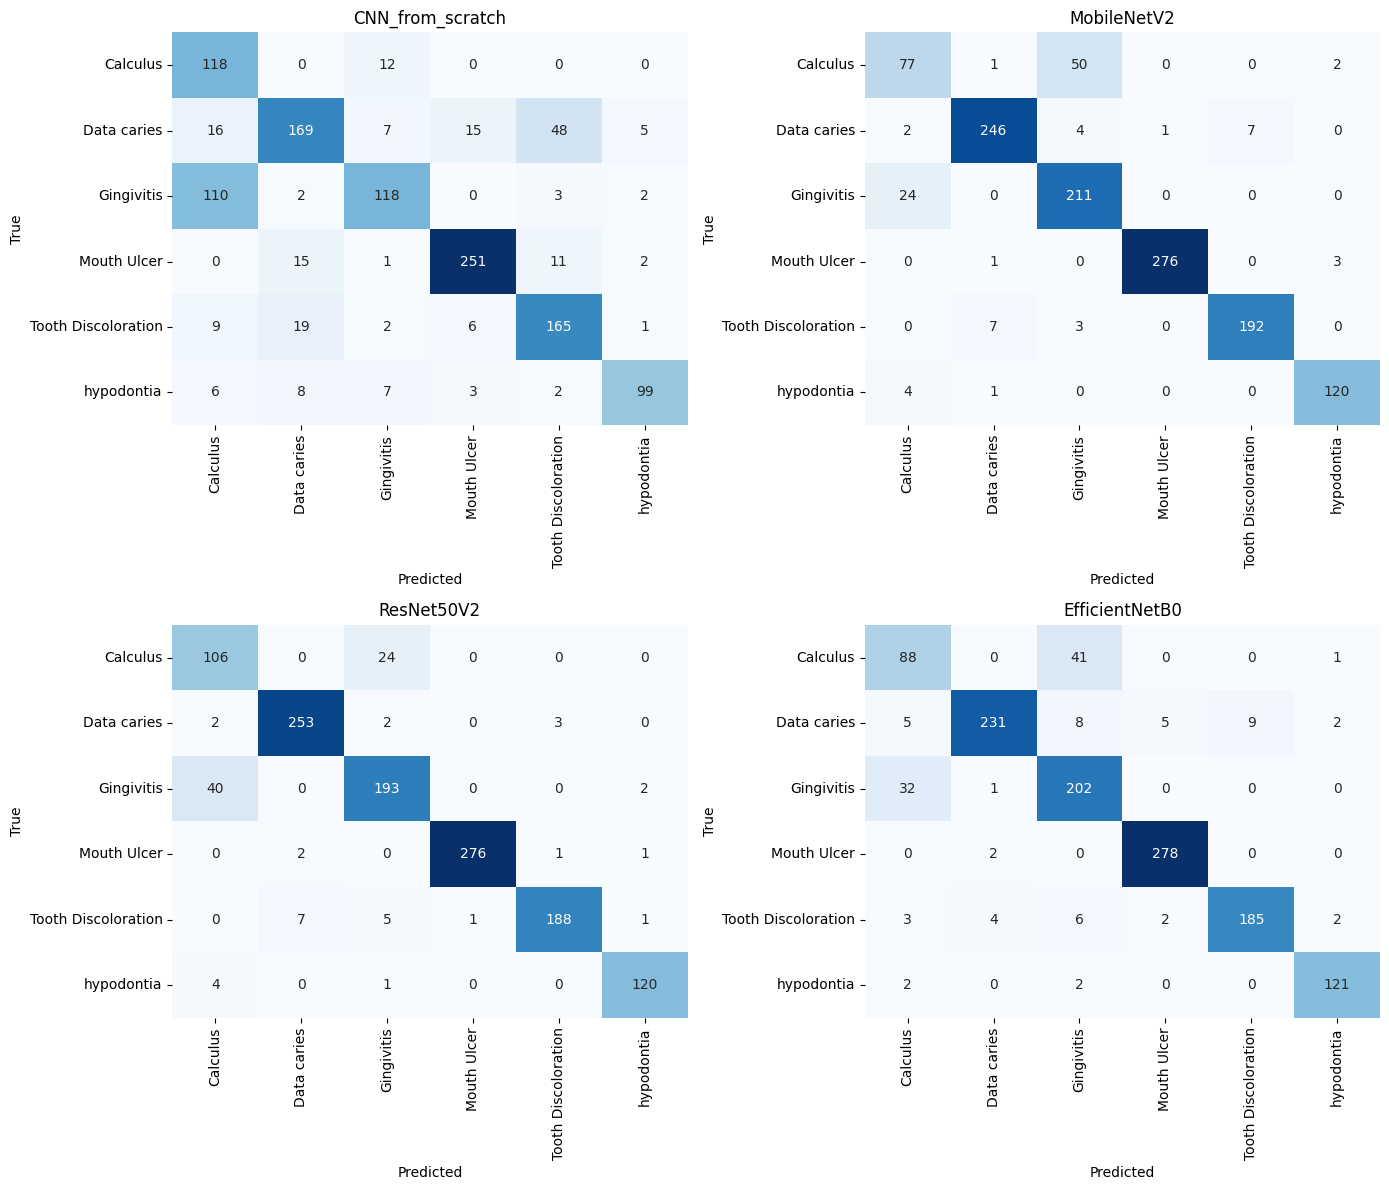 CNN_from_scratch
Calculus 118 0 12 0 0 0
Data caries 16 169 7 15 48 5
Gingivitis 110 2 118 0 3 2
Mouth Ulcer 0 15 1 251 11 2
Tooth Discoloration 9 19 2 6 165 1
hypodontia 6 8 7 3 2 99
True
Calculus Data caries Gingivitis Mouth Ulcer Tooth Discoloration hypodontia
Predicted
MobileNetV2
Calculus 77 1 50 0 0 2
Data caries 2 246 4 1 7 0
Gingivitis 24 0 211 0 0 0
Mouth Ulcer 0 1 0 276 0 3
Tooth Discoloration 0 7 3 0 192 0
hypodontia 4 1 0 0 0 120
True
Calculus Data caries Gingivitis Mouth Ulcer Tooth Discoloration hypodontia
Predicted
ResNet50V2
Calculus 106 0 24 0 0 0
Data caries 2 253 2 0 3 0
Gingivitis 40 0 193 0 0 2
Mouth Ulcer 0 2 0 276 1 1
Tooth Discoloration 0 7 5 1 188 1
hypodontia 4 0 1 0 0 120
True
Calculus Data caries Gingivitis Mouth Ulcer Tooth Discoloration hypodontia
Predicted
EfficientNetB0
Calculus 88 0 41 0 0 1
Data caries 5 231 8 5 9 2
Gingivitis 32 1 202 0 0 0
Mouth Ulcer 0 2 0 278 0 0
Tooth Discoloration 3 4 6 2 185 2
hypodontia 2 0 2 0 0 121
True
Calculus Data caries Gingivitis Mouth Ulcer Tooth Discoloration hypodontia
Predicted